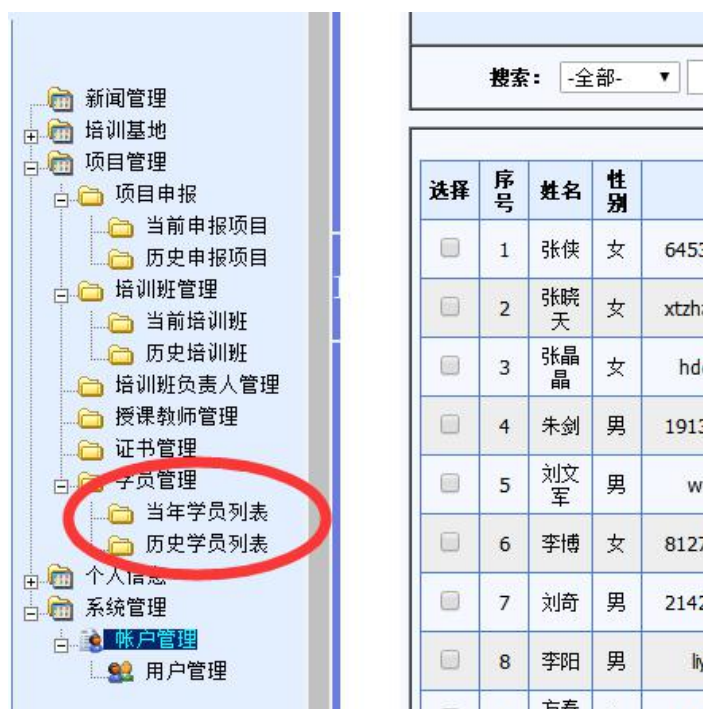 新闻管理
培训基地
项目管理
项目申报
当前申报项目
历史申报项目
培训班管理
当前培训班
历史培训班
培训班负责人管理
授课教师管理
证书管理
学员管理
当年学员列表
历史学员列表
个人信息
系统管理
帐户管理
用户管理
搜索： -全部-
选择 序号 姓名 性别
1 张侠 女 6453
2 张晓天 女 xtzh
3 张晶晶 女 hd
4 朱剑 男 1913
5 刘文军 男 w
6 李博 女 8127
7 刘奇 男 2142
8 李阳 男 liy